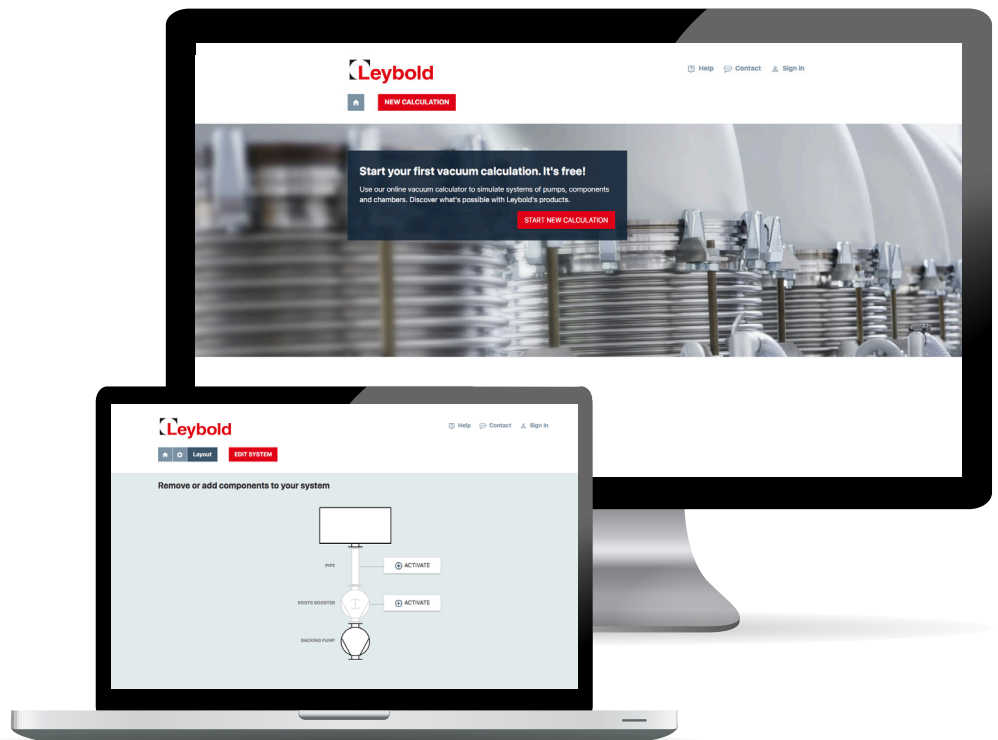 Leybold
Help Contact Sign in
NEW CALCULATION
Start your first vacuum calculation. It's free!
Use our online vacuum calculator to simulate systems of pumps, components
and chambers. Discover what's possible with Leybold's products.
START NEW CALCULATION
Leybold
Help Contact Sign in
Layout EDIT SYSTEM
Remove or add components to your system
PIPE ACTIVATE
ROOTS BOOSTER ACTIVATE
BACKING PUMP